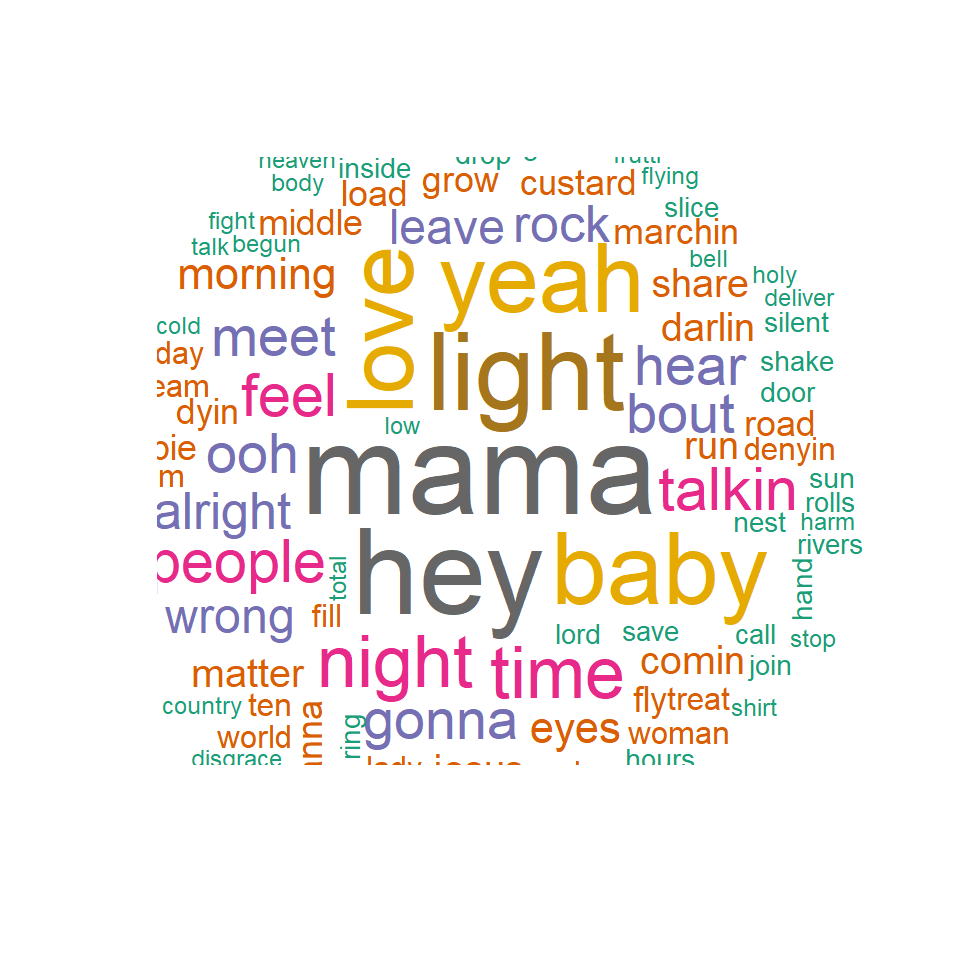 heaven
inside
drop
body
load
grow
custard
flying
fight
middle
leave
rock
slice
marchin
talk
begun
love
yeah
bell
morning
share
holy
deliver
cold
meet
light
darlin
silent
day
hear
shake
eam
feel
door
dyin
low
bout
road
pie
ooh
mama
run
denyin
m
talkin
sun
alright
rolls
nest
harm
people
total
hey
baby
rivers
hand
wrong
fill
lord
save
call
stop
matter
night
time
comin
join
country
ten
anna
ring
gonna
eyes
flytreat
shirt
world
woman
disgrace
lady
jesus
hours